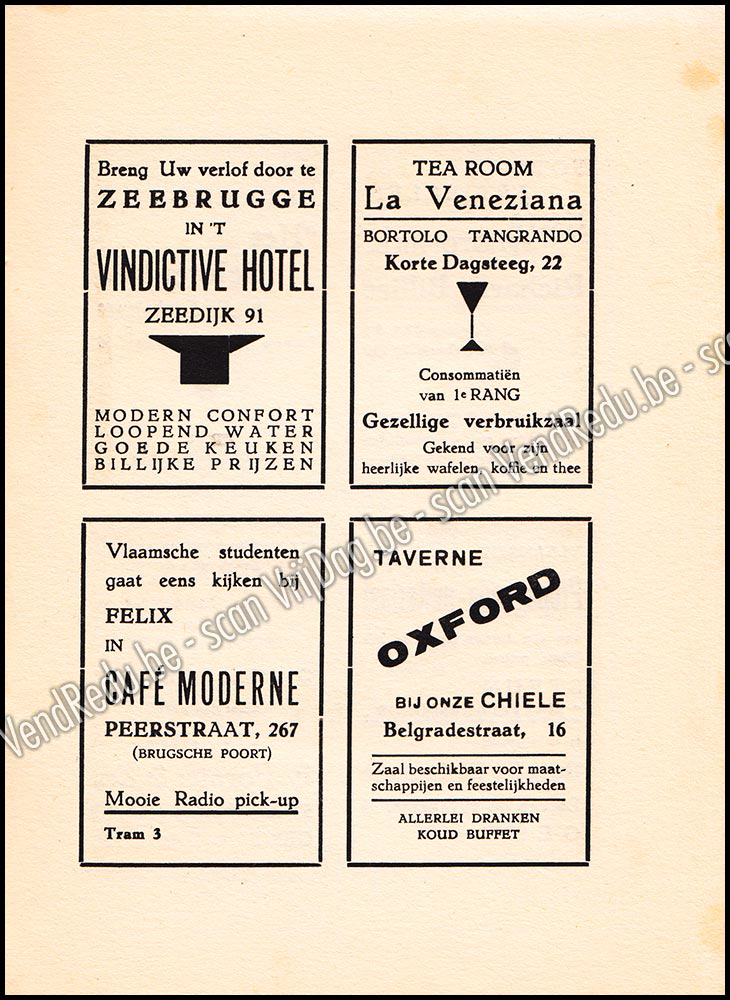 Breng Uw verlof door te
ZEEBRUGGE
IN 'T
VINDICTIVE HOTEL
ZEEDIJK 91
MODERN CONFORT
LOOPEND WATER
GOEDE KEUKEN
BILLIJKE PRIJZEN
TEA ROOM
La Veneziana
BORTOLO TANGRANDO
Korte Dagsteeg, 22
Consommatiën
van 1e RANG
Gezellige verbruikzaal
Gekend voor zijn
heerlijke wafelen, koffie en thee
Vlaamsche studenten
gaat eens kijken bij
FELIX
IN
CAFÉ MODERNE
PEERSTRAAT, 267
(BRUGSCHE POORT)
Mooie Radio pick-up
Tram 3
TAVERNE
OXFORD
BIJ ONZE CHIELE
Belgradestraat, 16
Zaal beschikbaar voor maat-
schappijen en feestelijkheden
ALLERLEI DRANKEN
KOUD BUFFET
VendRedu.be - scan VrijDag.be - scan VendRedu.be - sca